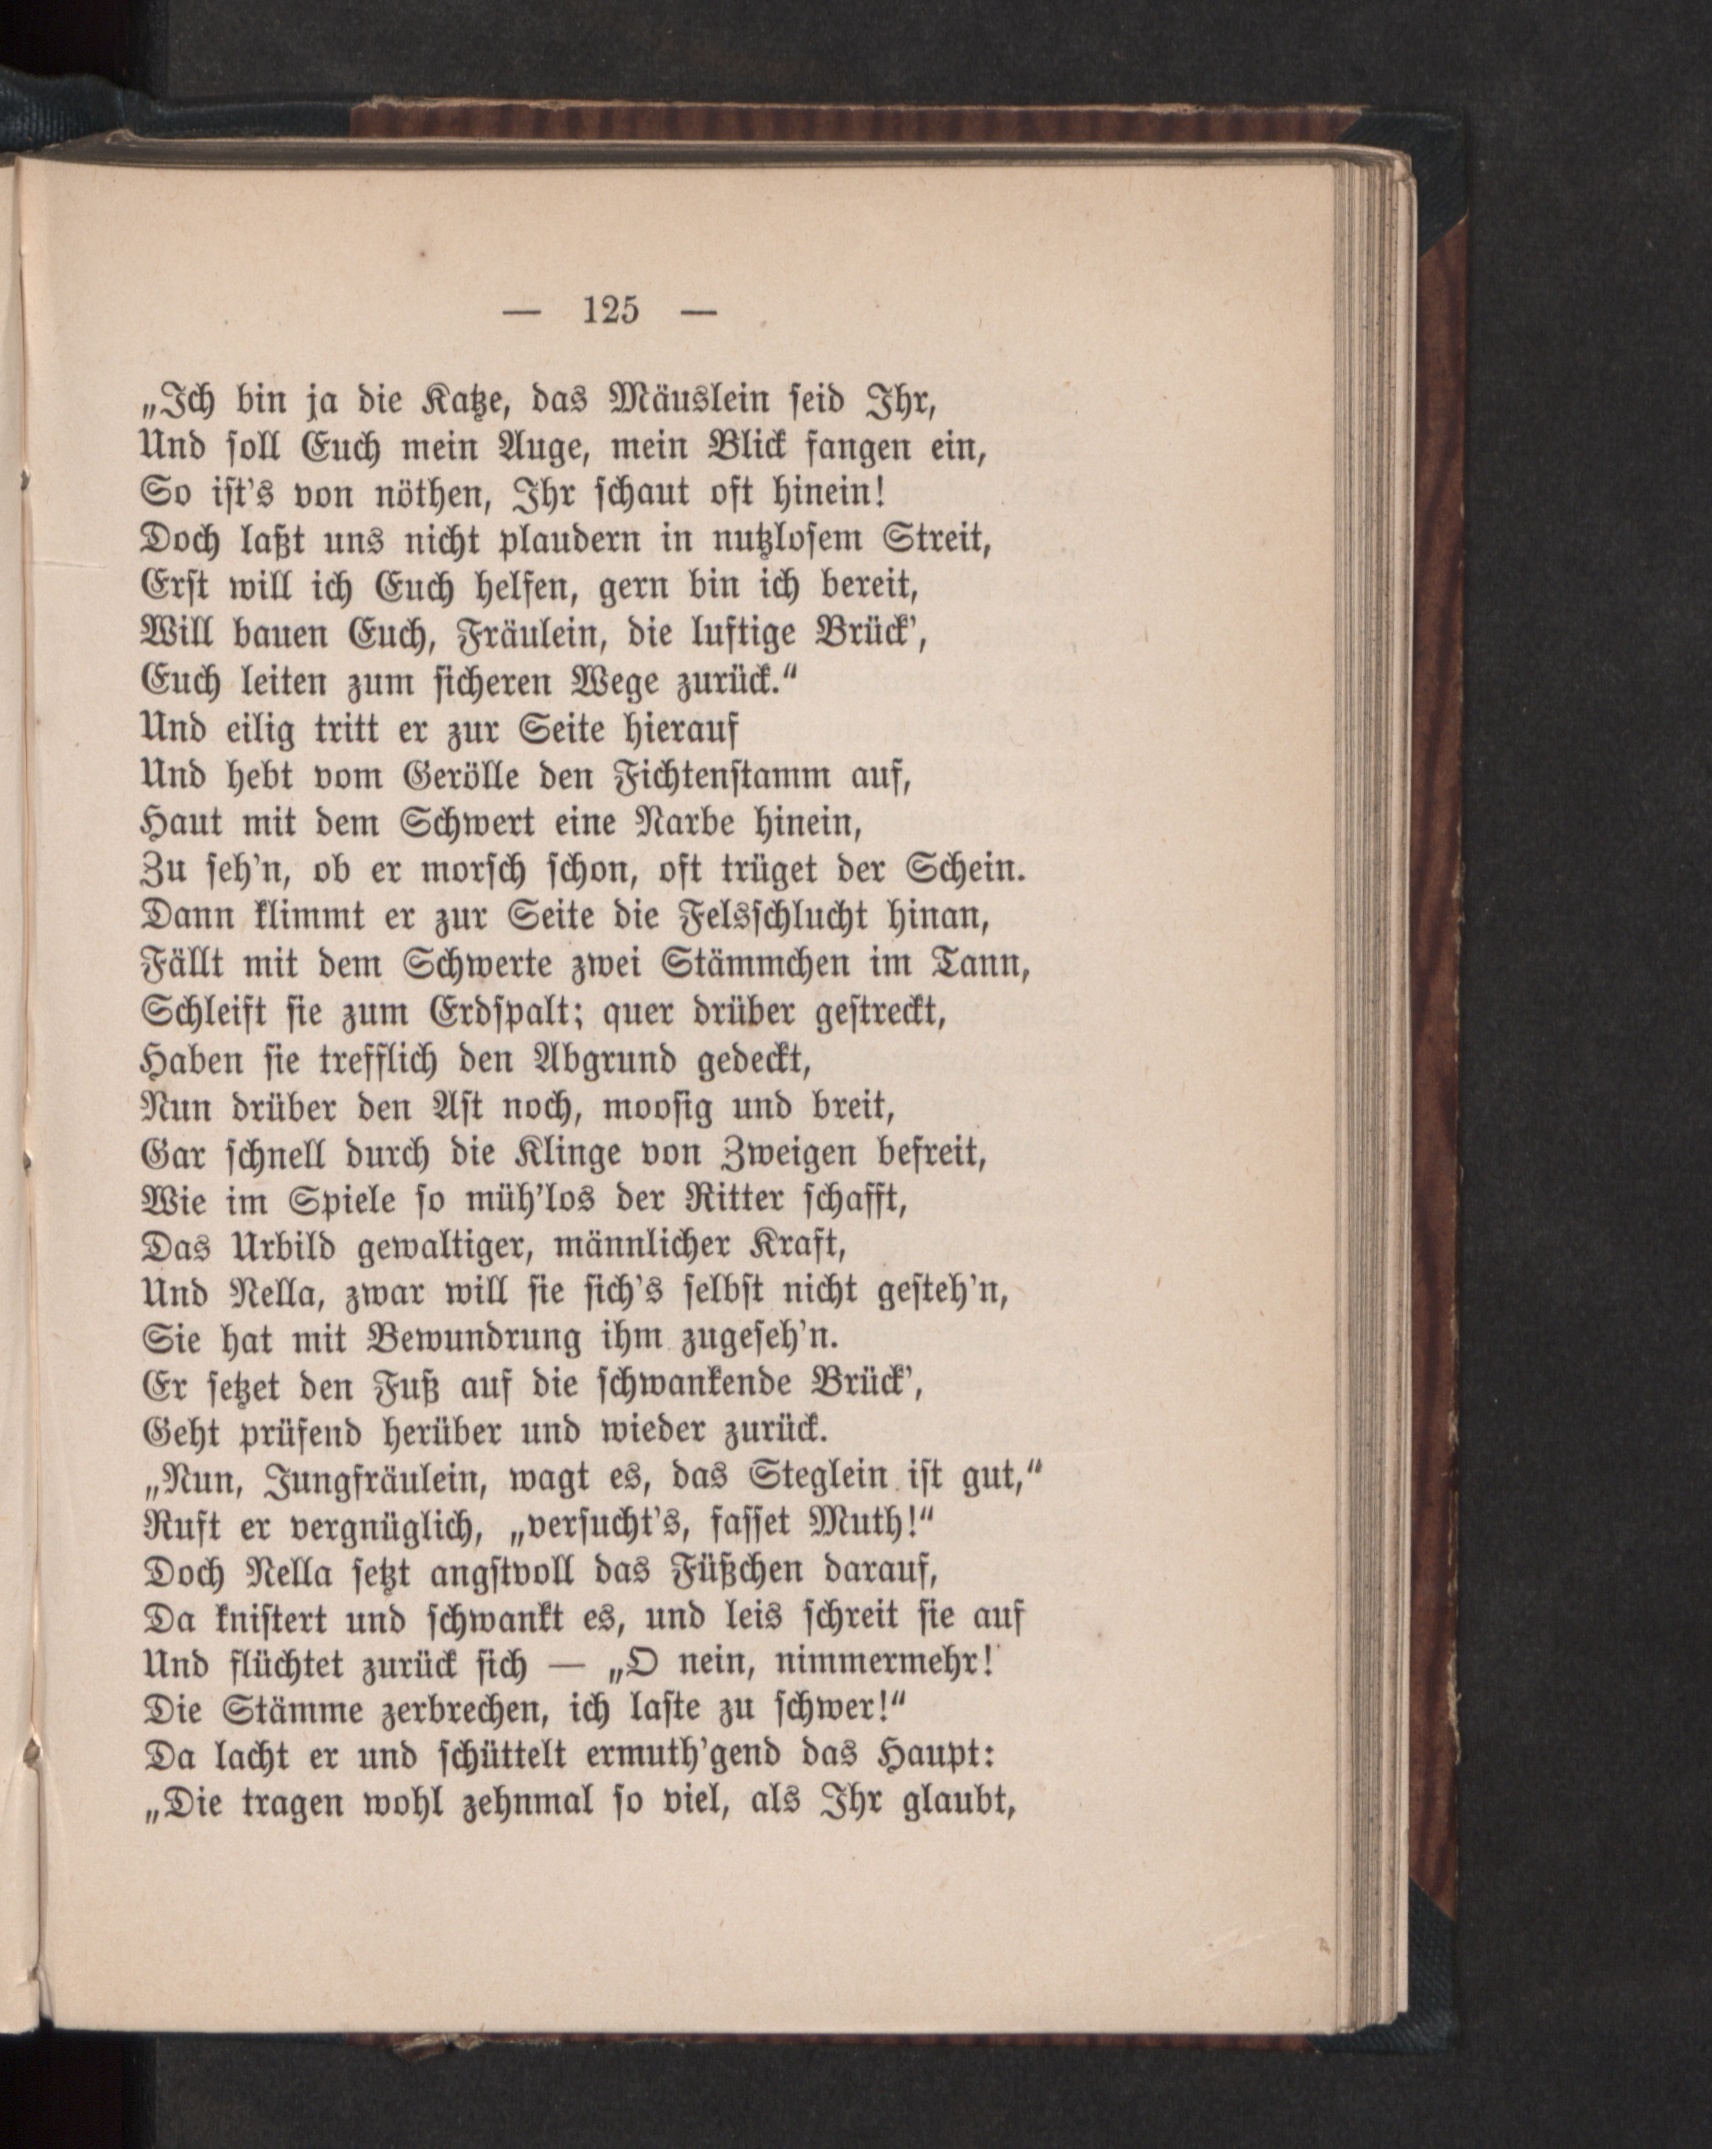 — 125 —
„Ich bin ja die Katze, das Mäuslein seid Ihr,
Und soll Euch mein Auge, mein Blick fangen ein,
So ist's von nöthen, Ihr schaut oft hinein!
Doch laßt uns nicht plaudern in nutzlosem Streit,
Erst will ich Euch helfen, gern bin ich bereit,
Will bauen Euch, Fräulein, die luftige Brück',
Euch leiten zum sicheren Wege zurück.“
Und eilig tritt er zur Seite hierauf
Und hebt vom Gerölle den Fichtenstamm auf,
Haut mit dem Schwert eine Narbe hinein,
Zu seh'n, ob er morsch schon, oft trüget der Schein.
Dann klimmt er zur Seite die Felsschlucht hinan,
Fällt mit dem Schwerte zwei Stämmchen im Tann,
Schleift sie zum Erdspalt; quer drüber gestreckt,
Haben sie trefflich den Abgrund gedeckt,
Nun drüber den Ast noch, moosig und breit,
Gar schnell durch die Klinge von Zweigen befreit,
Wie im Spiele so müh'los der Ritter schafft,
Das Urbild gewaltiger, männlicher Kraft,
Und Nella, zwar will sie sich's selbst nicht gesteh'n,
Sie hat mit Bewundrung ihm zugeseh'n.
Er setzet den Fuß auf die schwankende Brück',
Geht prüfend herüber und wieder zurück.
„Nun, Jungfräulein, wagt es, das Steglein ist gut,“
Ruft er vergnüglich, „versucht's, fasset Muth!“
Doch Nella setzt angstvoll das Füßchen darauf,
Da knistert und schwankt es, und leis schreit sie auf
Und flüchtet zurück sich — „O nein, nimmermehr!
Die Stämme zerbrechen, ich laste zu schwer!“
Da lacht er und schüttelt ermuth'gend das Haupt:
„Die tragen wohl zehnmal so viel, als Ihr glaubt,